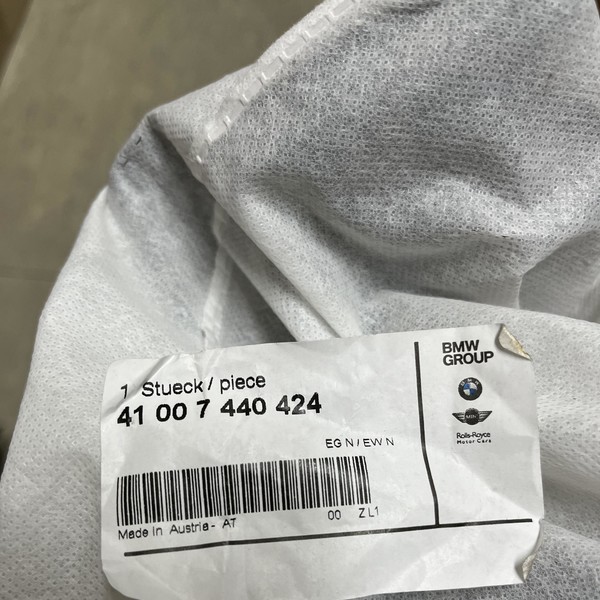 1 Stueck / piece
41 00 7 440 424
EG N / EW N
Made In Austria - AT
00 ZL1
BMW
GROUP
MINI
Rolls-Royce
Motor Cars